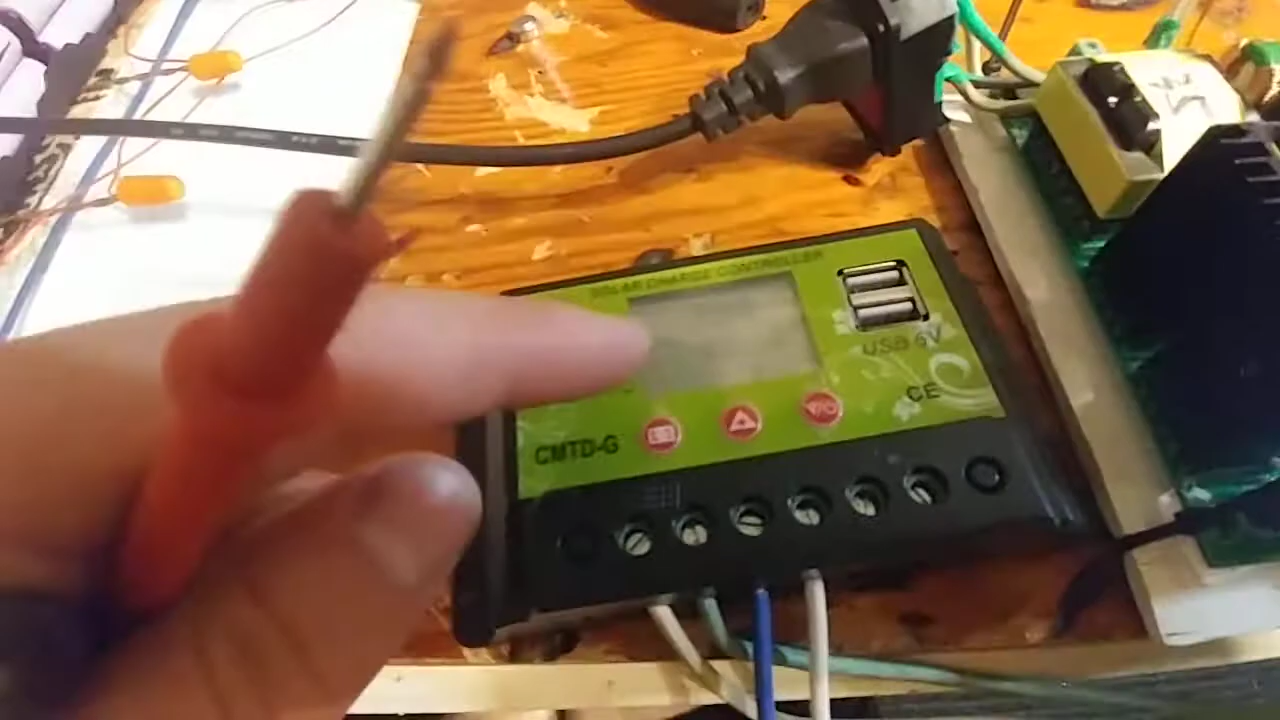 SOLAR CHARGE CONTROLLER
USB 5V
CE
CMTD-G